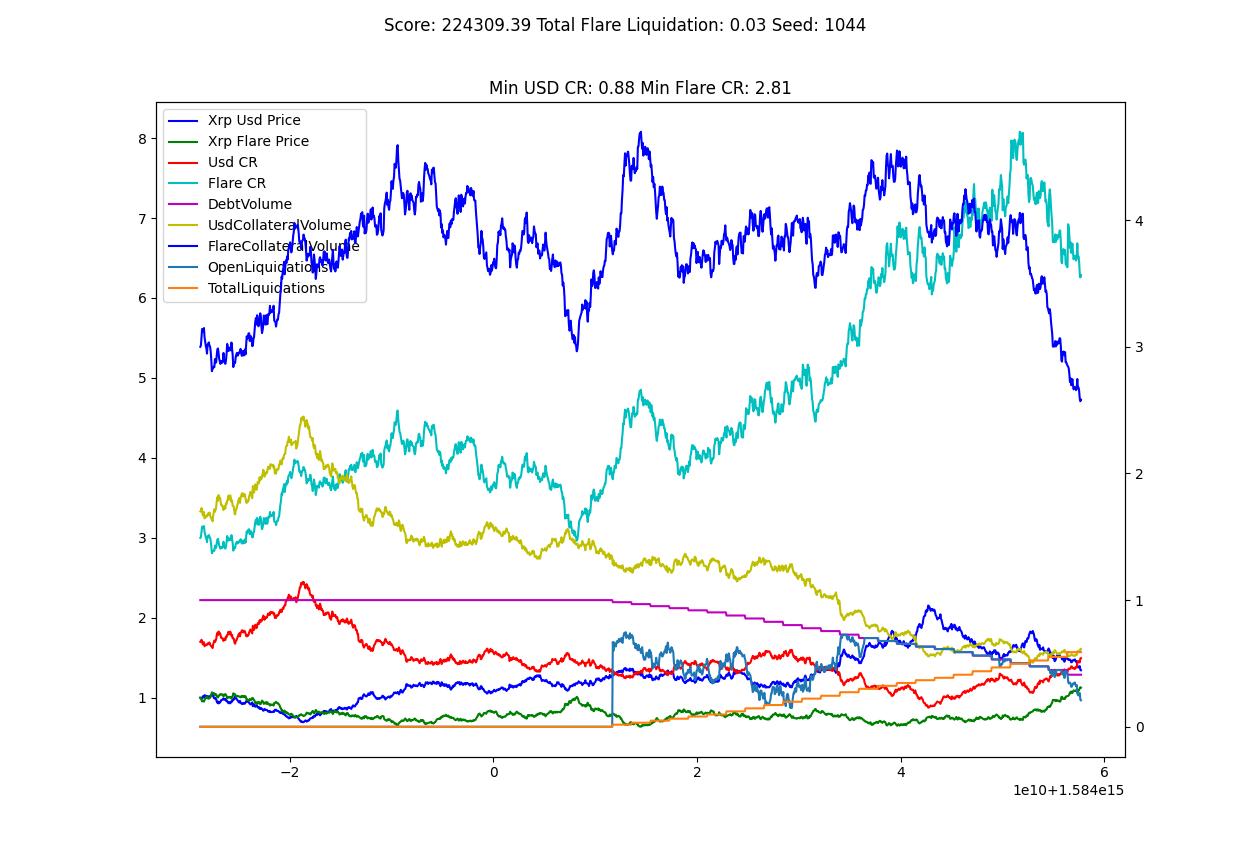 Score: 224309.39 Total Flare Liquidation: 0.03 Seed: 1044
Min USD CR: 0.88 Min Flare CR: 2.81
Xrp Usd Price
Xrp Flare Price
Usd CR
Flare CR
DebtVolume
UsdCollateralVolume
FlareCollateralVolume
OpenLiquidations
TotalLiquidations
8
7
6
5
4
3
2
1
4
3
2
1
0
−2
0
2
4
6
1e10+1.584e15